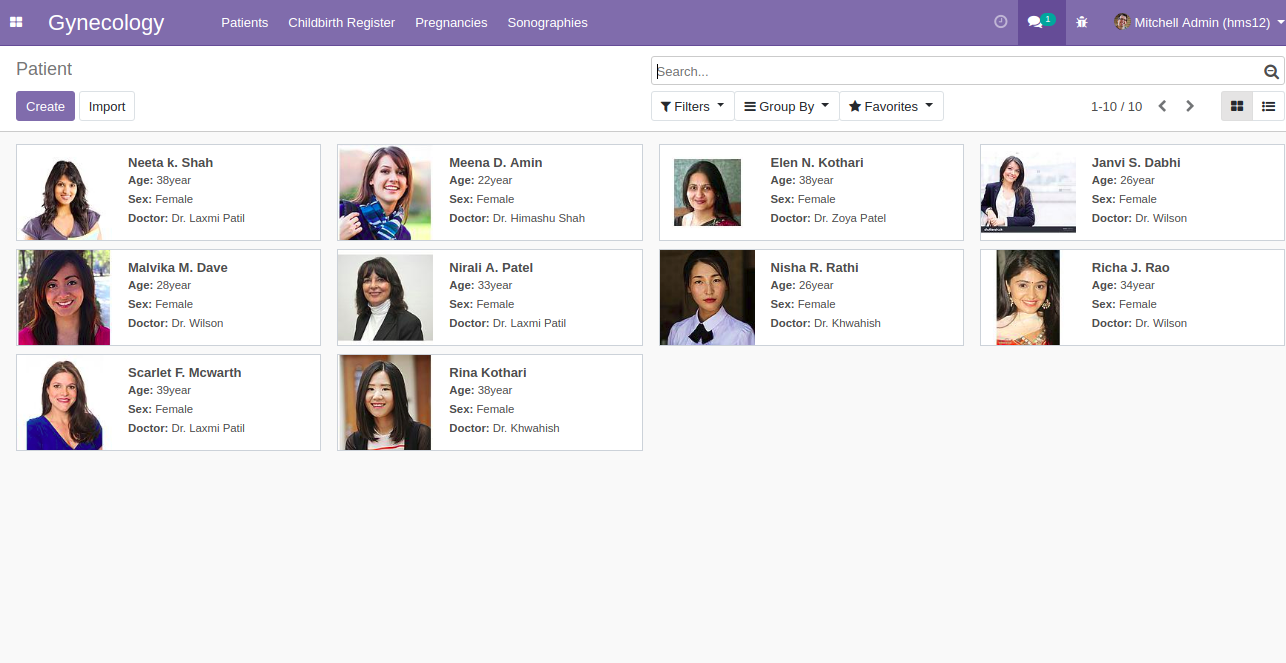 Gynecology Patients Childbirth Register Pregnancies Sonographies 1 Mitchell Admin (hms12)
Patient
Search...
Create Import Filters Group By Favorites 1-10 / 10
Neeta k. Shah
Age: 38year
Sex: Female
Doctor: Dr. Laxmi Patil
Meena D. Amin
Age: 22year
Sex: Female
Doctor: Dr. Himashu Shah
Elen N. Kothari
Age: 38year
Sex: Female
Doctor: Dr. Zoya Patel
Janvi S. Dabhi
Age: 26year
Sex: Female
Doctor: Dr. Wilson
Malvika M. Dave
Age: 28year
Sex: Female
Doctor: Dr. Wilson
Nirali A. Patel
Age: 33year
Sex: Female
Doctor: Dr. Laxmi Patil
Nisha R. Rathi
Age: 26year
Sex: Female
Doctor: Dr. Khwahish
Richa J. Rao
Age: 34year
Sex: Female
Doctor: Dr. Wilson
Scarlet F. Mcwarth
Age: 39year
Sex: Female
Doctor: Dr. Laxmi Patil
Rina Kothari
Age: 38year
Sex: Female
Doctor: Dr. Khwahish